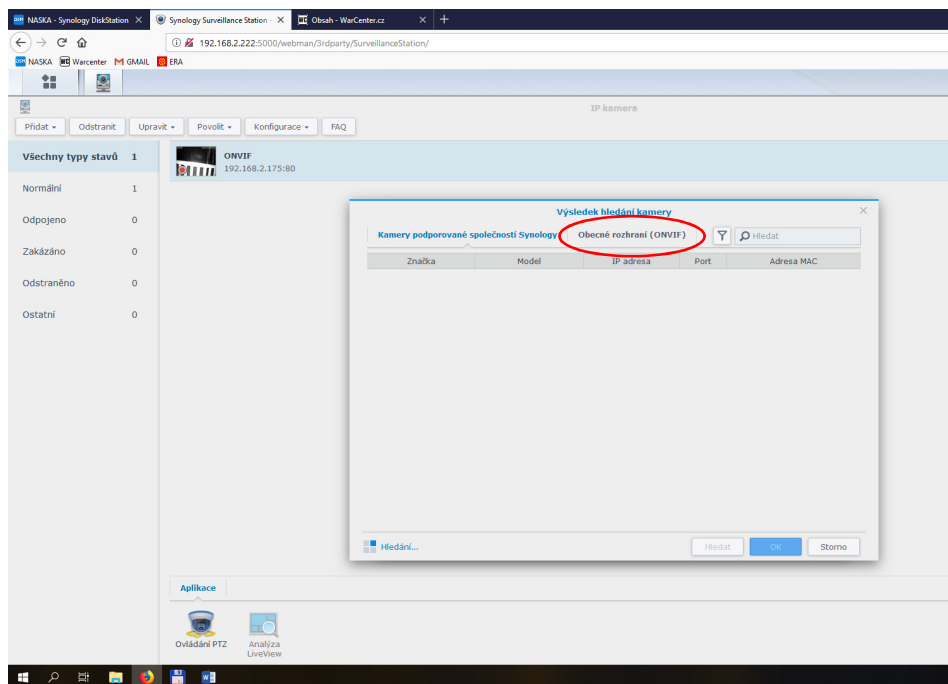 NASKA - Synology DiskStation
Synology Surveillance Station -
Obsah - WarCenter.cz
192.168.2.222:5000/webman/3rdparty/SurveillanceStation/
NASKA Warcenter GMAIL ERA
IP kamera
Přidat Odstranit Upravit Povolit Konfigurace FAQ
Všechny typy stavů 1
ONVIF
192.168.2.175:80
Normální 1
Odpojeno 0
Zakázáno 0
Odstraněno 0
Ostatní 0
Výsledek hledání kamery
Kamery podporované společností Synology Obecné rozhraní (ONVIF) Hledat
Značka Model IP adresa Port Adresa MAC
Hledání... Hledat OK Storno
Aplikace
Ovládání PTZ
Analýza
LiveView